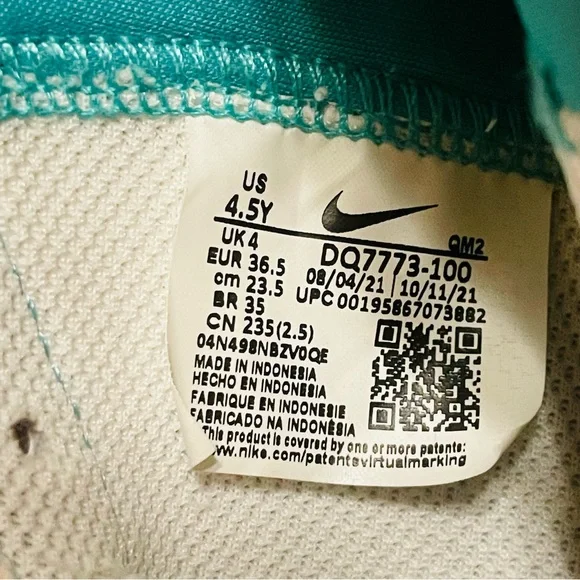 US
4.5Y
UK 4
EUR 36.5
cm 23.5
BR 35
CN 235(2.5)
QM2
DQ7773-100
08/04/21 10/11/21
UPC 00195867073882
04N498NBZV0QE
MADE IN INDONESIA
HECHO EN INDONESIA
FABRIQUE EN INDONESIE
FABRICADO NA INDONÉSIA
This product is covered by one or more patents.
www.nike.com/patentsvirtualmarking